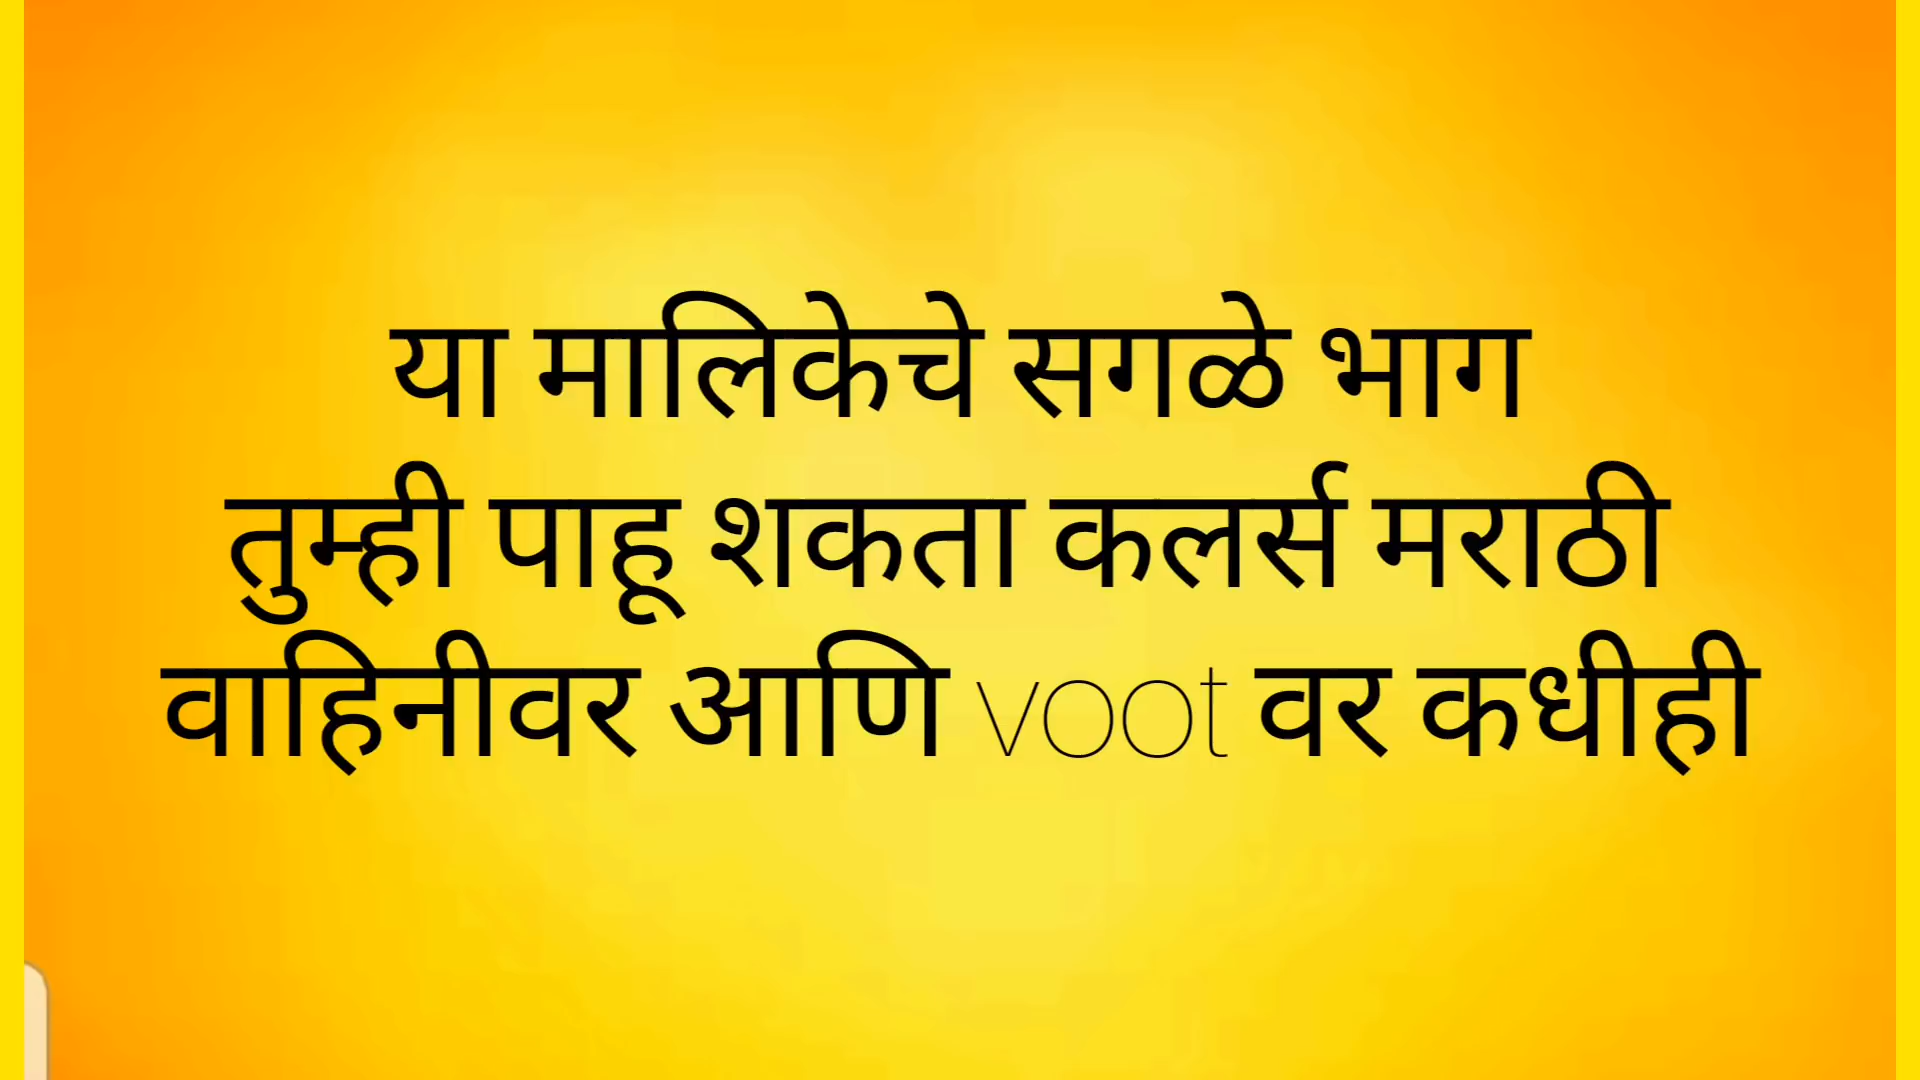 या मालिकेचे सगळे भाग
तुम्ही पाहू शकता कलर्स मराठी
वाहिनीवर आणि voot वर कधीही